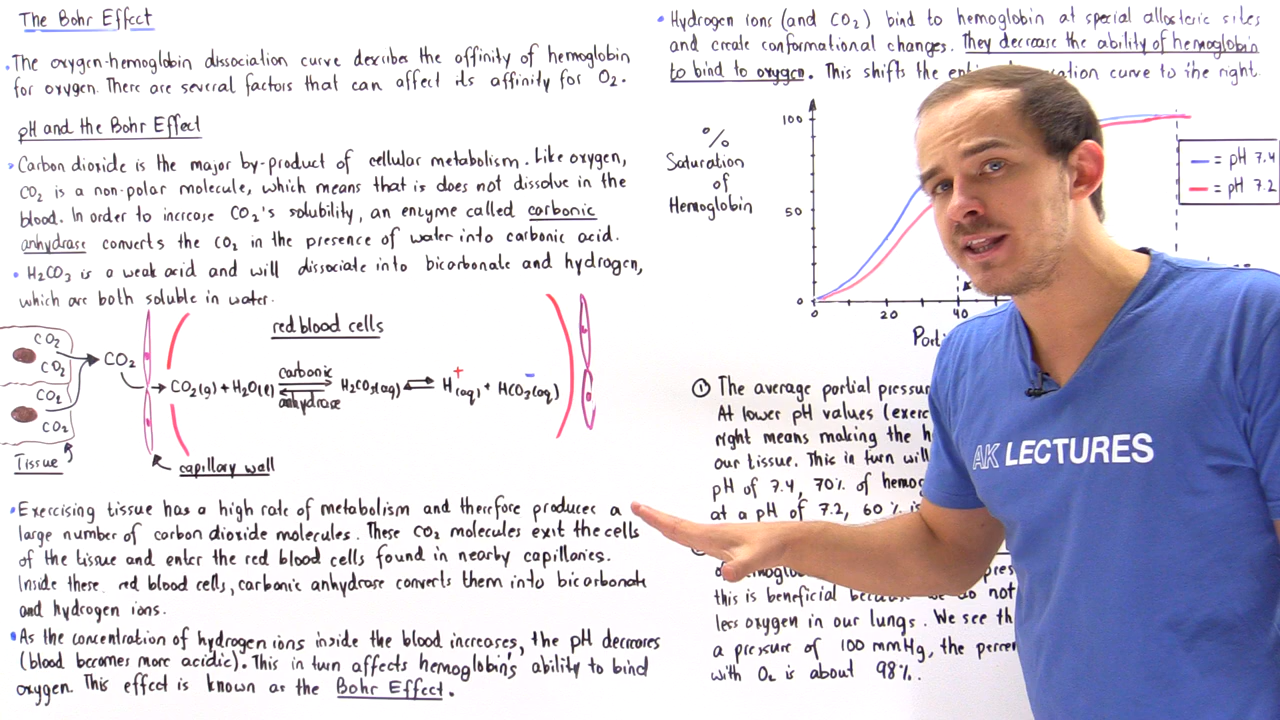 The Bohr Effect
• The oxygen-hemoglobin dissociation curve describes the affinity of hemoglobin
for oxygen. There are several factors that can affect its affinity for O2.
pH and the Bohr Effect
• Carbon dioxide is the major by-product of cellular metabolism. Like oxygen,
CO2 is a non-polar molecule, which means that is does not dissolve in the
blood. In order to increase CO2's solubility, an enzyme called carbonic
anhydrase converts the CO2 in the presence of water into carbonic acid.
• H2CO3 is a weak acid and will dissociate into bicarbonate and hydrogen,
which are both soluble in water.
red blood cells
CO2
CO2
CO2
CO2
CO2
CO2(g) + H2O(l) carbonic anhydrase H2CO3(aq) H+(aq) + HCO3-(aq)
Tissue
capillary wall
• Exercising tissue has a high rate of metabolism and therefore produces a
large number of carbon dioxide molecules. These CO2 molecules exit the cells
of the tissue and enter the red blood cells found in nearby capillaries.
Inside these red blood cells, carbonic anhydrase converts them into bicarbonate
and hydrogen ions.
• As the concentration of hydrogen ions inside the blood increases, the pH decreases
(blood becomes more acidic). This in turn affects hemoglobin's ability to bind
oxygen. This effect is known as the Bohr Effect.
• Hydrogen ions (and CO2) bind to hemoglobin at special allosteric sites
and create conformational changes. They decrease the ability of hemoglobin
to bind to oxygen. This shifts the curve to the right.
% Saturation of Hemoglobin
100
50
0
0
20
40
= pH 7.4
= pH 7.2
① The average partial
At lower pH values
right means making the
our tissue. This in turn will
pH of 7.4, 70% of
at a pH of 7.2, 60%
this is beneficial do not
less oxygen in our lungs. We see
a pressure of 100 mmHg, the
with O2 is about 98%.
AK LECTURES